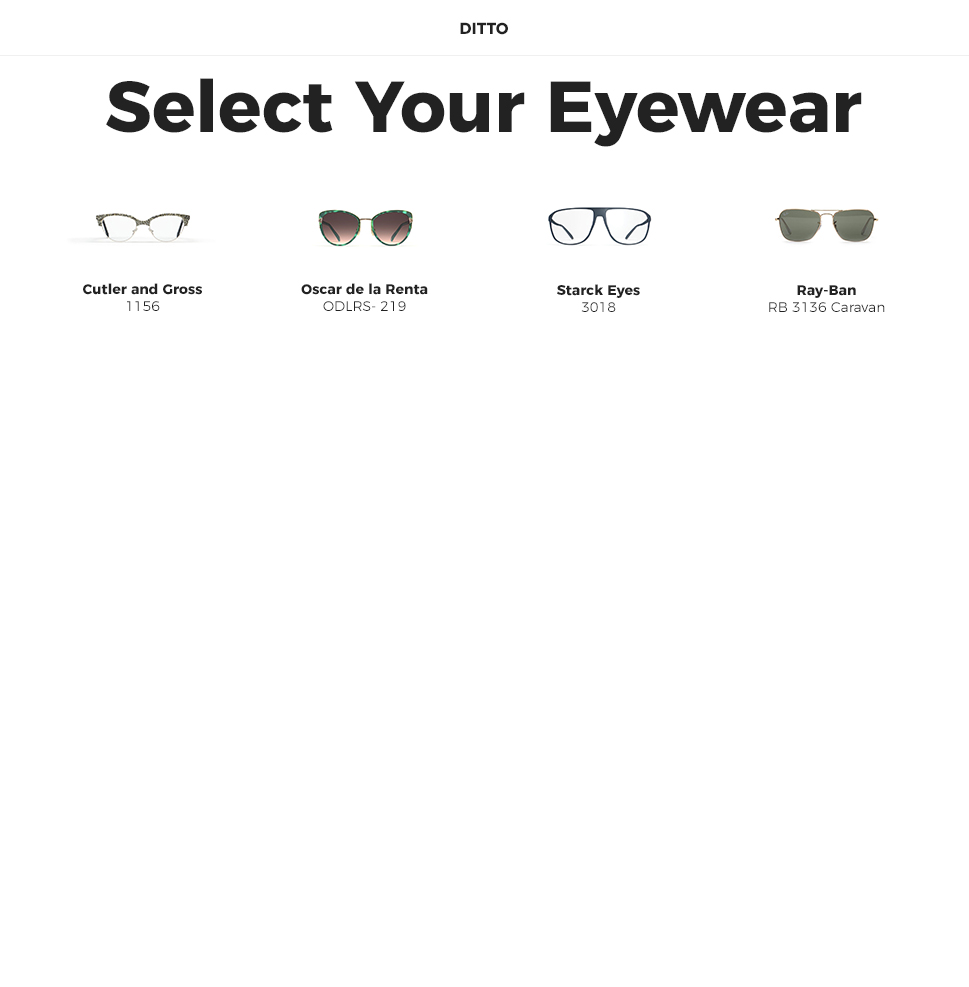 DITTO
Select Your Eyewear
Cutler and Gross
1156
Oscar de la Renta
ODLRS- 219
Starck Eyes
3018
Ray-Ban
RB 3136 Caravan